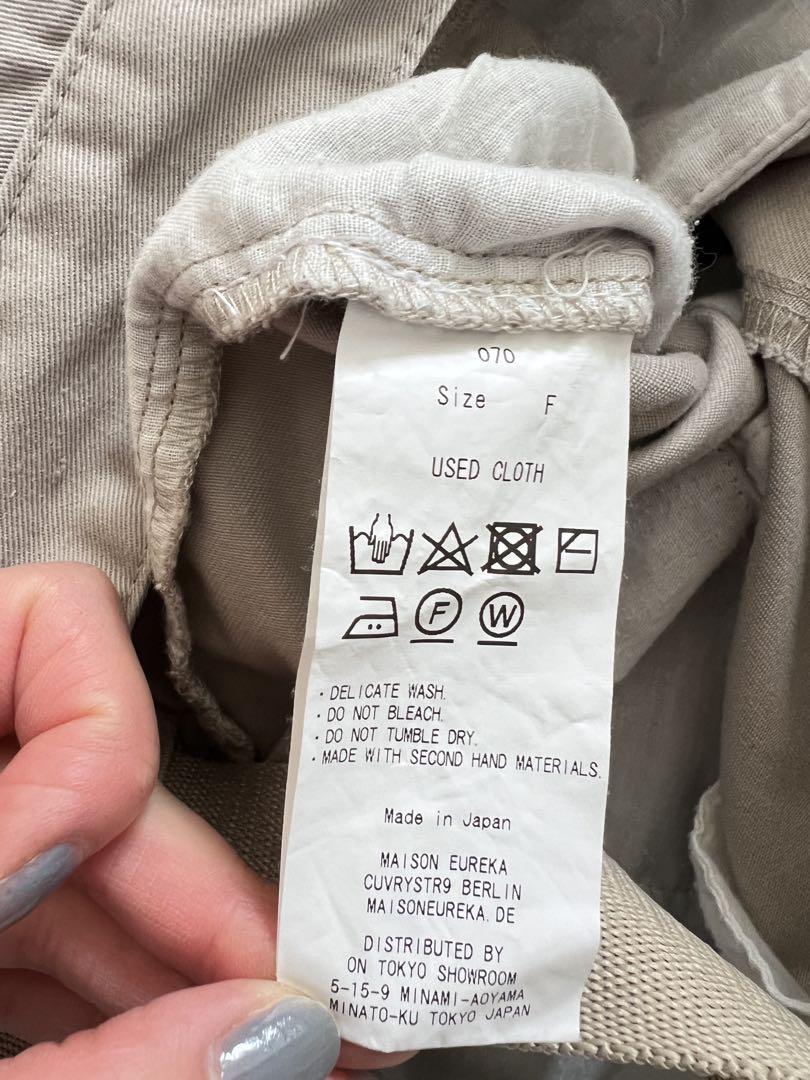 070
Size F
USED CLOTH
F W
· DELICATE WASH.
· DO NOT BLEACH.
· DO NOT TUMBLE DRY.
· MADE WITH SECOND HAND MATERIALS.
Made in Japan
MAISON EUREKA
CUVRYSTR9 BERLIN
MAISONEUREKA.DE
DISTRIBUTED BY
ON TOKYO SHOWROOM
5-15-9 MINAMI-AOYAMA
MINATO-KU TOKYO JAPAN